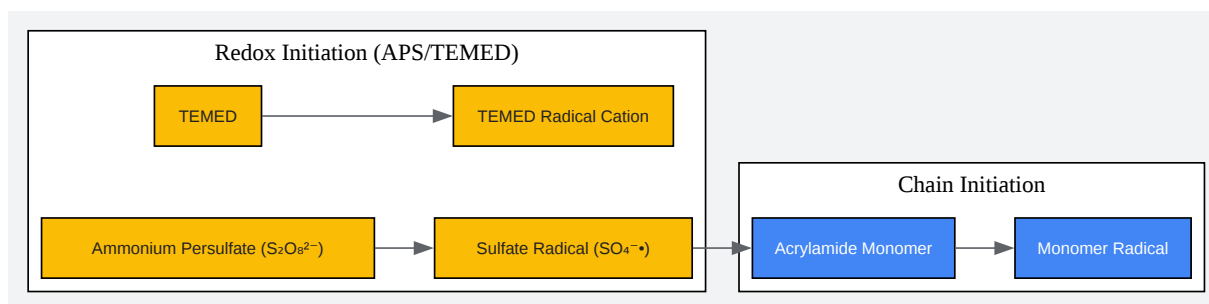 Redox Initiation (APS/TEMED)
TEMED
TEMED Radical Cation
Ammonium Persulfate (S₂O₈²⁻)
Sulfate Radical (SO₄⁻•)
Chain Initiation
Acrylamide Monomer
Monomer Radical